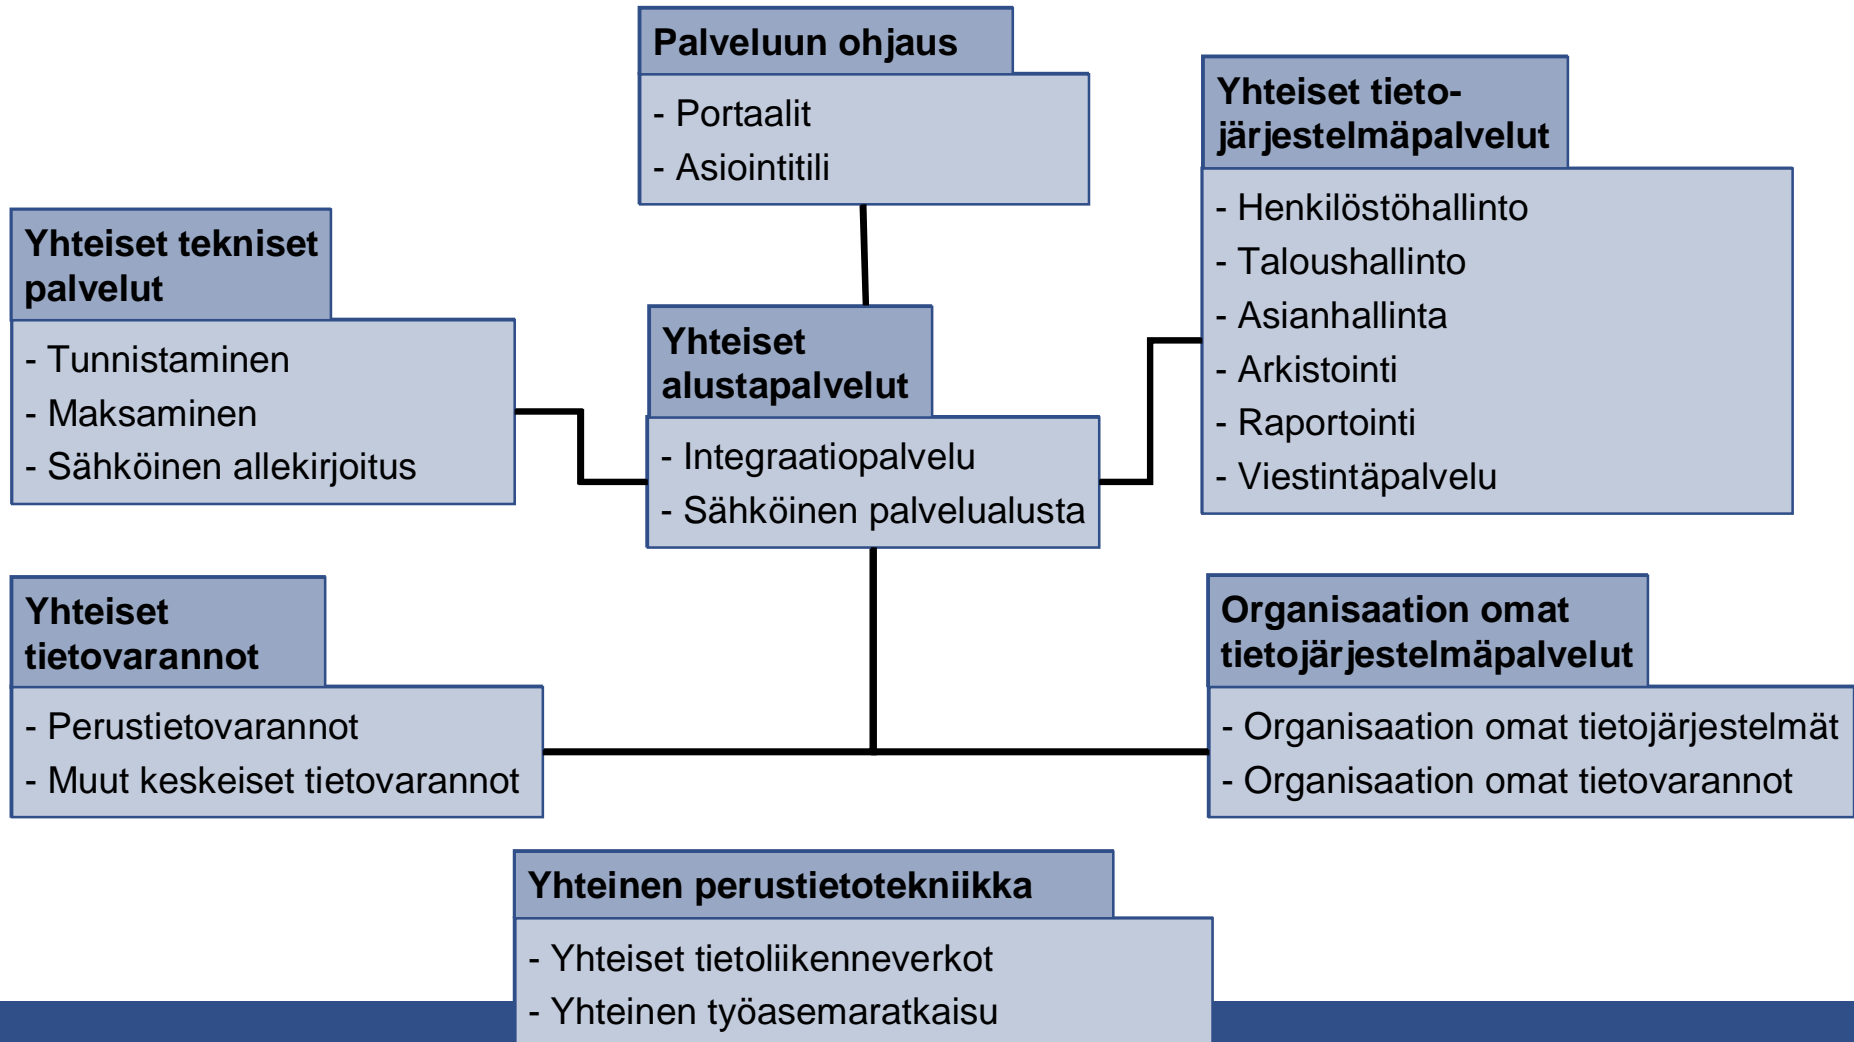 Palveluun ohjaus
- Portaalit
- Asiointitili
Yhteiset tieto-
järjestelmäpalvelut
- Henkilöstöhallinto
- Taloushallinto
- Asianhallinta
- Arkistointi
- Raportointi
- Viestintäpalvelu
Yhteiset tekniset
palvelut
- Tunnistaminen
- Maksaminen
- Sähköinen allekirjoitus
Yhteiset
alustapalvelut
- Integraatiopalvelu
- Sähköinen palvelualusta
Yhteiset
tietovarannot
- Perustietovarannot
- Muut keskeiset tietovarannot
Organisaation omat
tietojärjestelmäpalvelut
- Organisaation omat tietojärjestelmät
- Organisaation omat tietovarannot
Yhteinen perustietotekniikka
- Yhteiset tietoliikenneverkot
- Yhteinen työasemaratkaisu